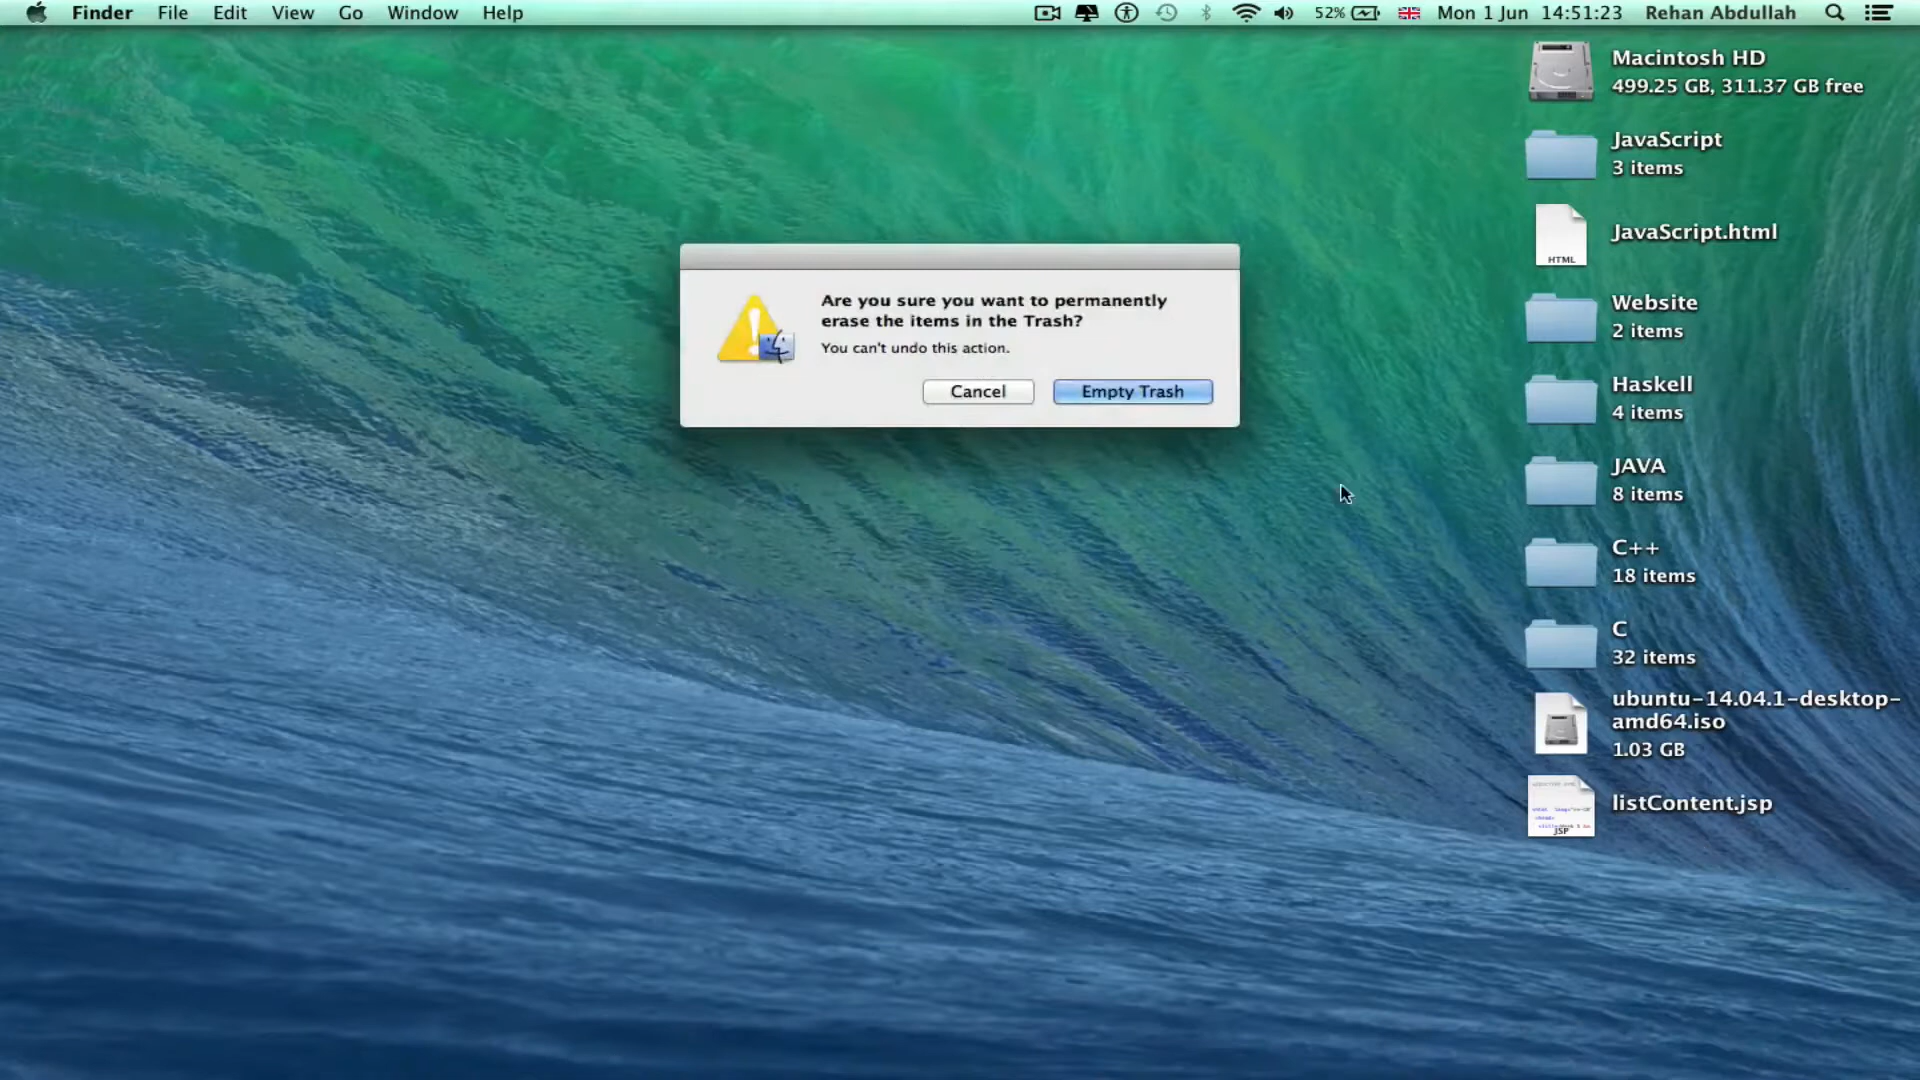 Finder File Edit View Go Window Help 52% Mon 1 Jun 14:51:23 Rehan Abdullah
Macintosh HD
499.25 GB, 311.37 GB free
JavaScript
3 items
HTML
JavaScript.html
Website
2 items
Are you sure you want to permanently
erase the items in the Trash?
You can't undo this action.
Cancel Empty Trash
Haskell
4 items
JAVA
8 items
C++
18 items
C
32 items
ubuntu-14.04.1-desktop-
amd64.iso
1.03 GB
listContent.jsp
JSP